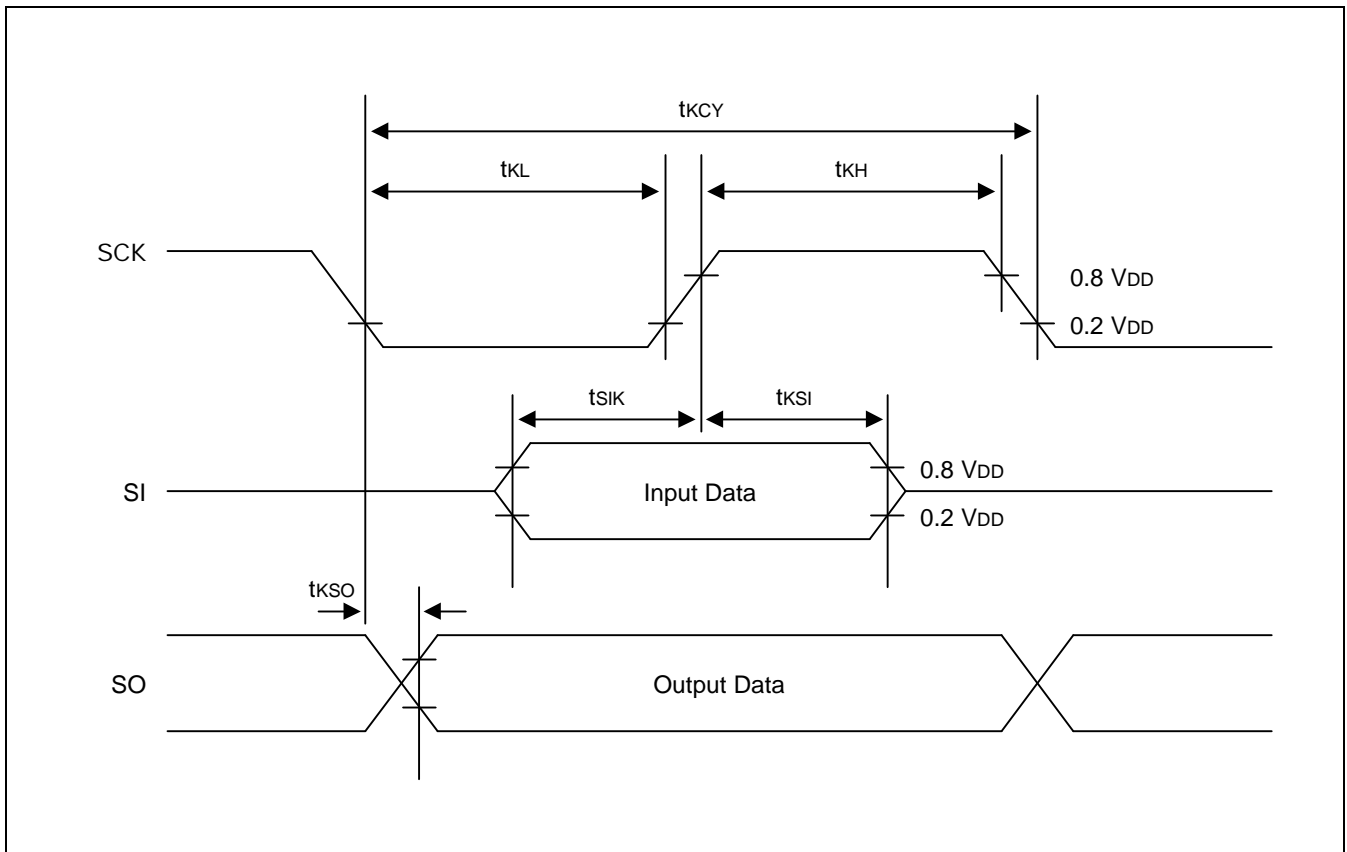 tKCY
tKL
tKH
SCK
0.8 VDD
0.2 VDD
tSIK
tKSI
SI
Input Data
0.8 VDD
0.2 VDD
tKSO
SO
Output Data